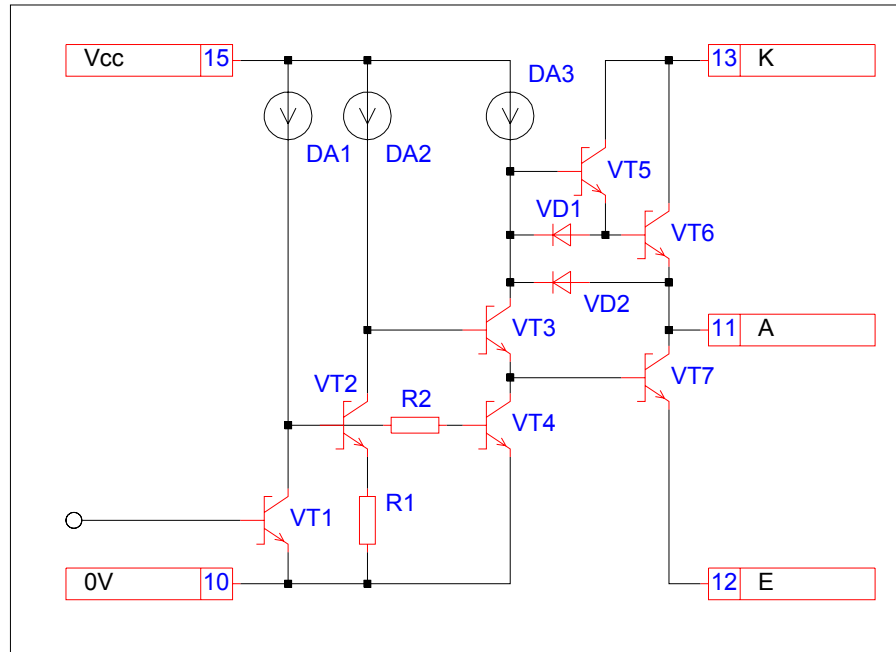 Vcc 15
13 K
DA3
DA1
DA2
VT5
VD1
VT6
VD2
VT3
11 A
VT2
R2
VT7
VT4
R1
VT1
0V 10
12 E